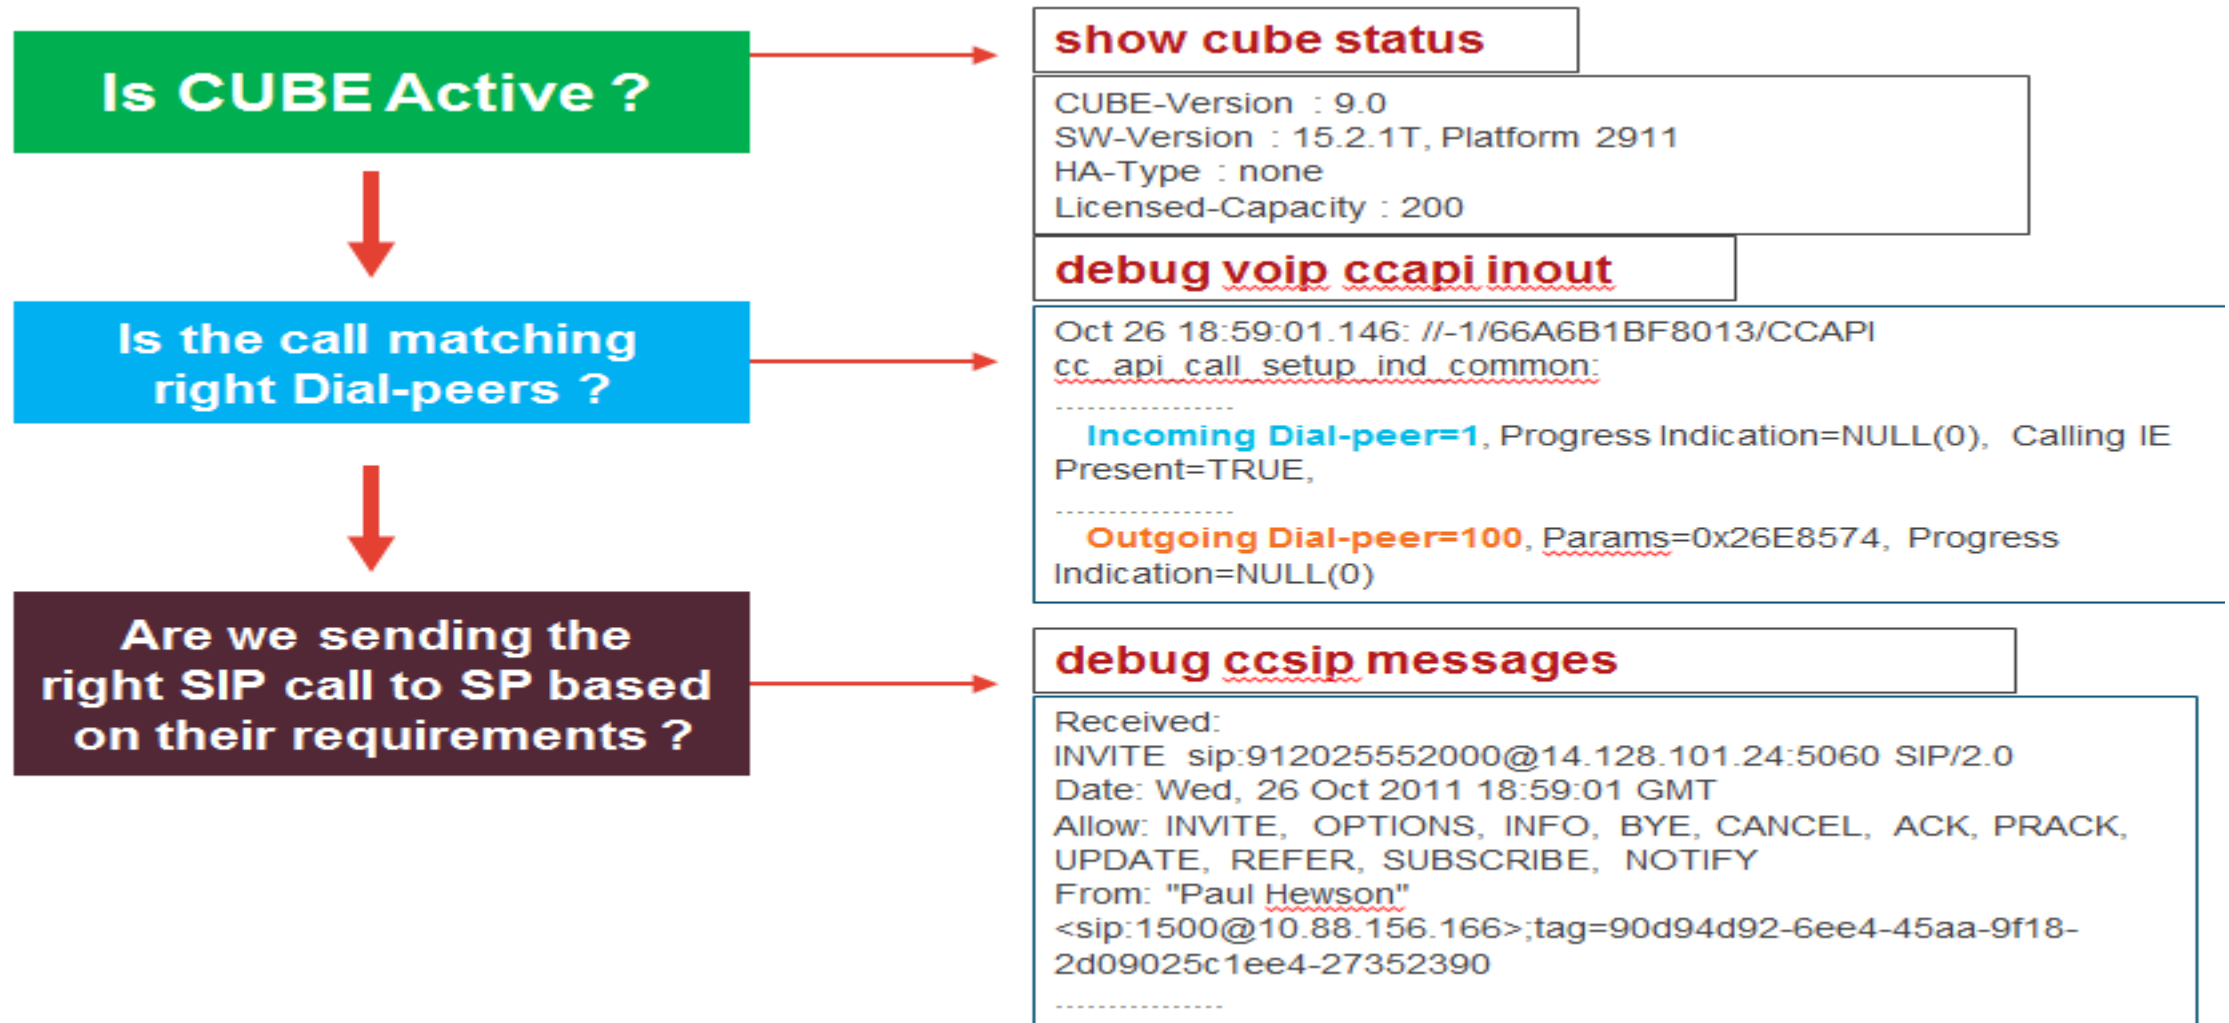 Is CUBE Active ?
show cube status
CUBE-Version : 9.0
SW-Version : 15.2.1T, Platform 2911
HA-Type : none
Licensed-Capacity : 200
Is the call matching
right Dial-peers ?
debug voip ccapi inout
Oct 26 18:59:01.146: //-1/66A6B1BF8013/CCAPI
cc_api_call_setup_ind_common:
.................
Incoming Dial-peer=1, Progress Indication=NULL(0), Calling IE
Present=TRUE,
.................
Outgoing Dial-peer=100, Params=0x26E8574, Progress
Indication=NULL(0)
Are we sending the
right SIP call to SP based
on their requirements ?
debug ccsip messages
Received:
INVITE sip:912025552000@14.128.101.24:5060 SIP/2.0
Date: Wed, 26 Oct 2011 18:59:01 GMT
Allow: INVITE, OPTIONS, INFO, BYE, CANCEL, ACK, PRACK,
UPDATE, REFER, SUBSCRIBE, NOTIFY
From: "Paul Hewson"
<sip:1500@10.88.156.166>;tag=90d94d92-6ee4-45aa-9f18-
2d09025c1ee4-27352390
................